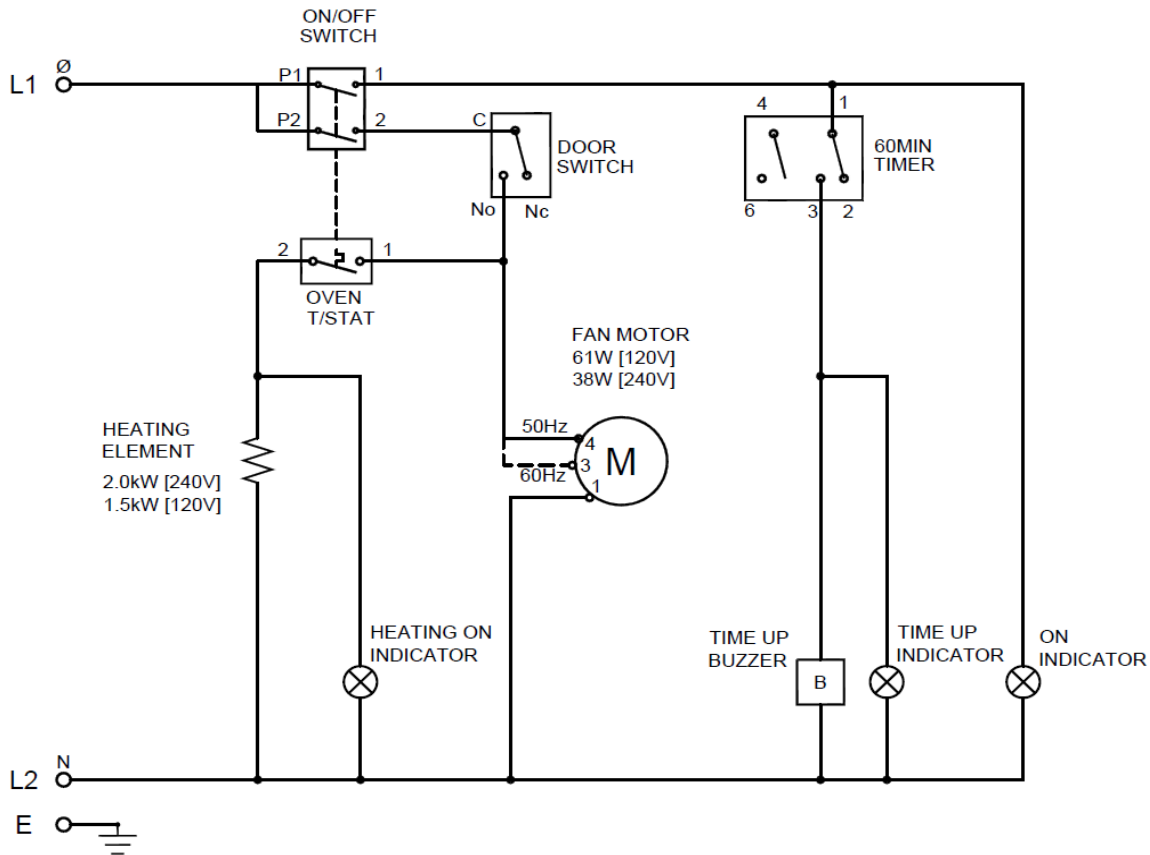 ON/OFF
SWITCH
L1
Ø
P1
1
P2
2
C
DOOR
SWITCH
No
Nc
4
1
60MIN
TIMER
6
3
2
2
1
OVEN
T/STAT
FAN MOTOR
61W [120V]
38W [240V]
50Hz
4
M
60Hz
3
1
HEATING
ELEMENT
2.0kW [240V]
1.5kW [120V]
HEATING ON
INDICATOR
TIME UP
BUZZER
B
TIME UP
INDICATOR
ON
INDICATOR
L2
N
E